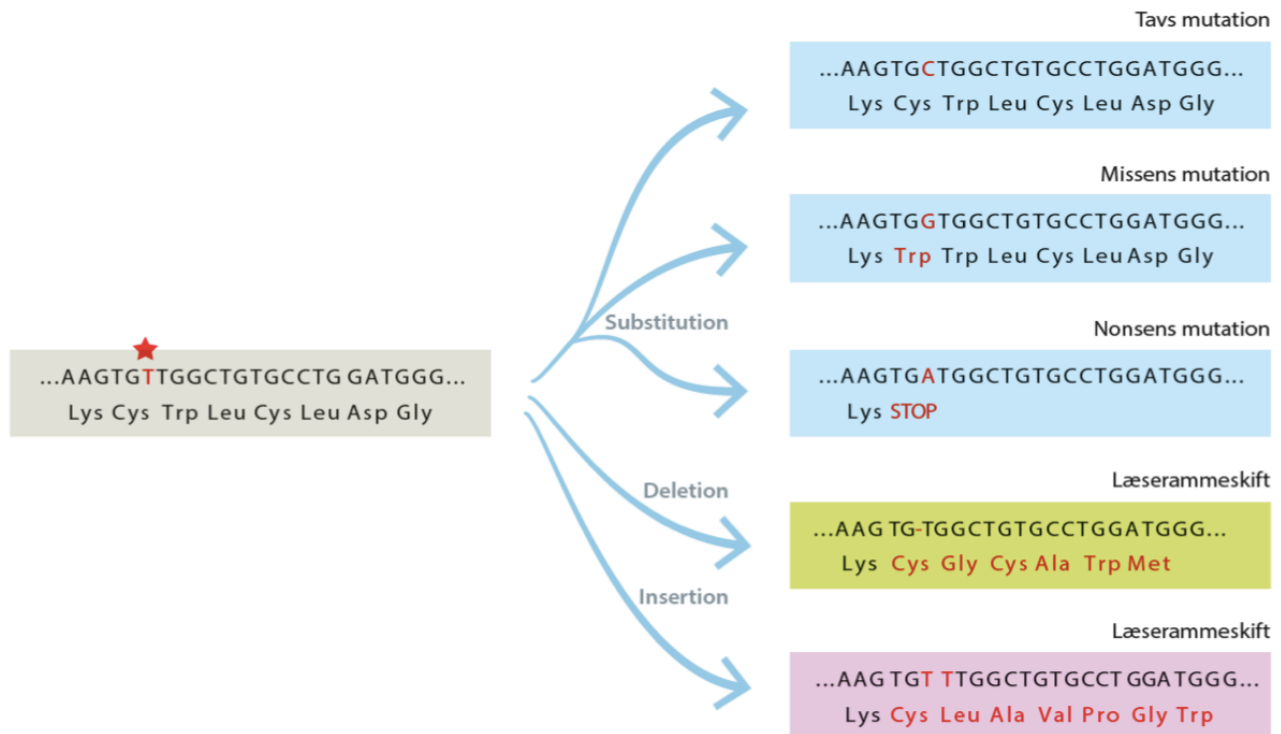 Tavs mutation
...AAGTGCTGGCTGTGCCTGGATGGG...
Lys Cys Trp Leu Cys Leu Asp Gly
Missens mutation
...AAGTGGTGGCTGTGCCTGGATGGG...
Lys Trp Trp Leu Cys Leu Asp Gly
Substitution
Nonsens mutation
...AAGTGTTGGCTGTGCCTG GATGGG...
Lys Cys Trp Leu Cys Leu Asp Gly
...AAGTGATGGCTGTGCCTGGATGGG...
Lys STOP
Deletion
Læserammeskift
...AAG TG-TGGCTGTGCCTGGATGGG...
Lys Cys Gly Cys Ala Trp Met
Insertion
Læserammeskift
...AAG TGT TTGGCTGTGCCT GGATGGG...
Lys Cys Leu Ala Val Pro Gly Trp